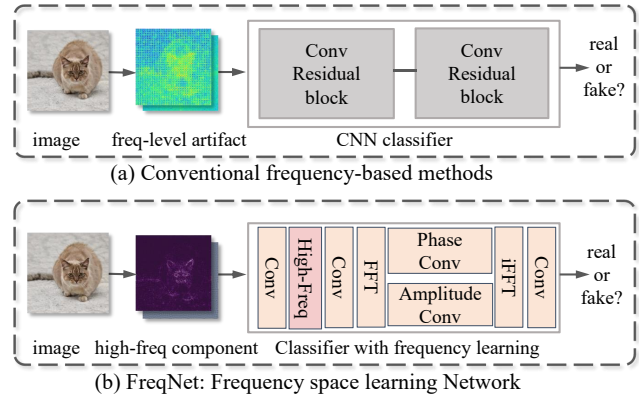 Conv
Residual
block
Conv
Residual
block
real
or
fake?
image
freq-level artifact
CNN classifier
(a) Conventional frequency-based methods
Conv
High-Freq
Conv
FFT
Phase
Conv
Amplitude
Conv
iFFT
Conv
real
or
fake?
image
high-freq component
Classifier with frequency learning
(b) FreqNet: Frequency space learning Network